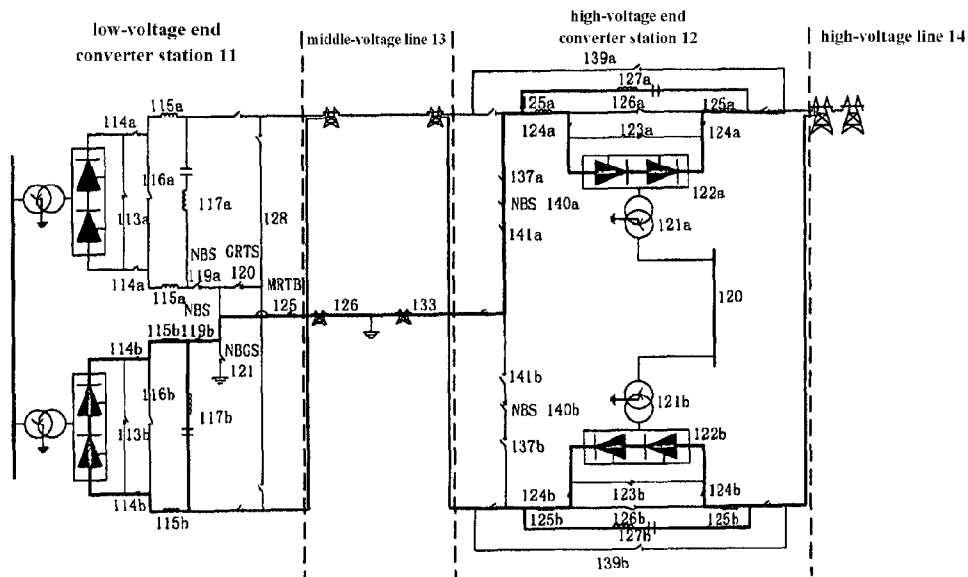 low-voltage end
converter station 11
middle-voltage line 13
high-voltage end
converter station 12
high-voltage line 14
139a
127a
115a
125a
126a
125a
114a
124a
123a
124a
116a
137a
122a
117a
NBS 140a
113a
128
121a
141a
NBS
GRTS
114a
119a
120
115a
MRTB
120
NBS
125
126
133
115b
119b
114b
NBGS
121
141b
116b
121b
117b
NBS 140b
113b
137b
122b
114b
124b
123b
124b
115b
125b
126b
125b
127b
139b